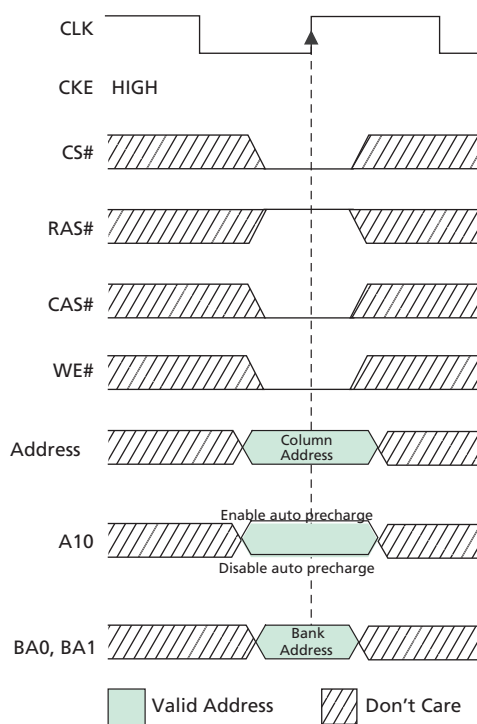 CLK
CKE HIGH
CS#
RAS#
CAS#
WE#
Address
Column
Address
Enable auto precharge
A10
Disable auto precharge
BA0, BA1
Bank
Address
Valid Address
Don't Care